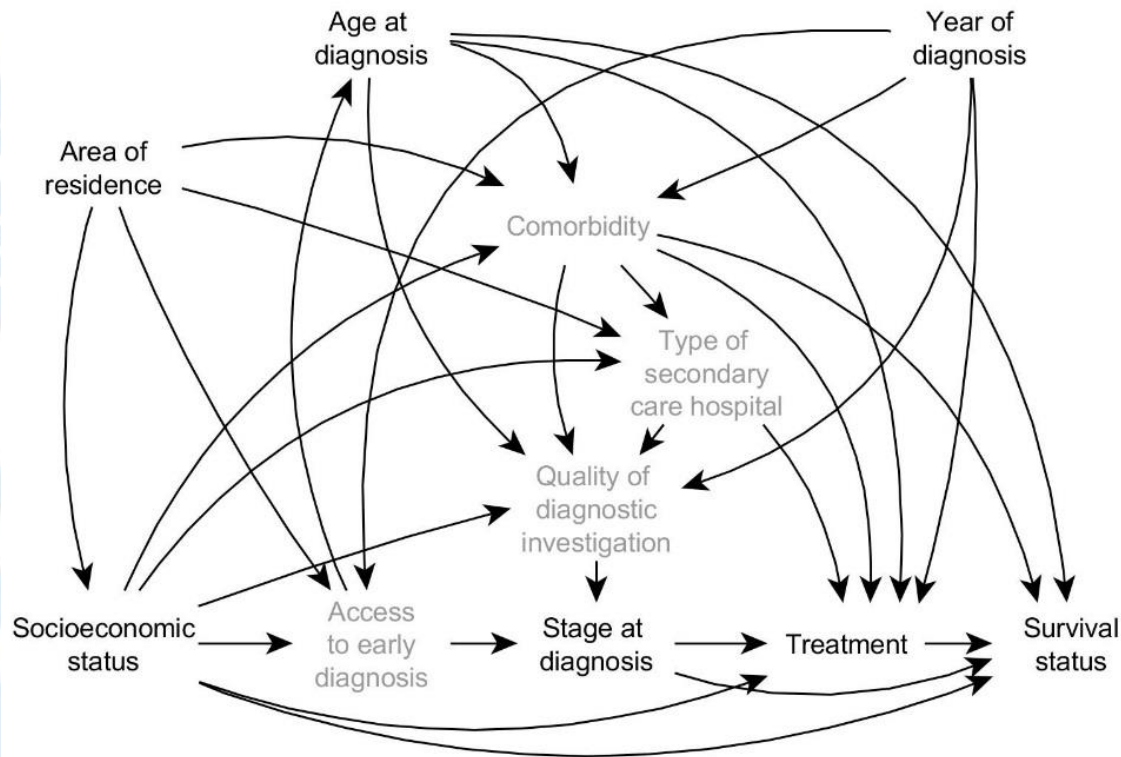 Age at
diagnosis
Year of
diagnosis
Area of
residence
Comorbidity
Type of
secondary
care hospital
Quality of
diagnostic
investigation
Socioeconomic
status
Access
to early
diagnosis
Stage at
diagnosis
Treatment
Survival
status